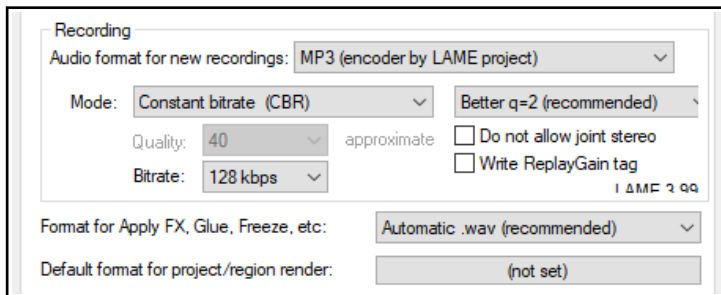 Recording
Audio format for new recordings: MP3 (encoder by LAME project)
Mode: Constant bitrate (CBR) Better q=2 (recommended)
Quality: 40 approximate Do not allow joint stereo
Write ReplayGain tag
Bitrate: 128 kbps
LAME 3.99
Format for Apply FX, Glue, Freeze, etc: Automatic .wav (recommended)
Default format for project/region render: (not set)